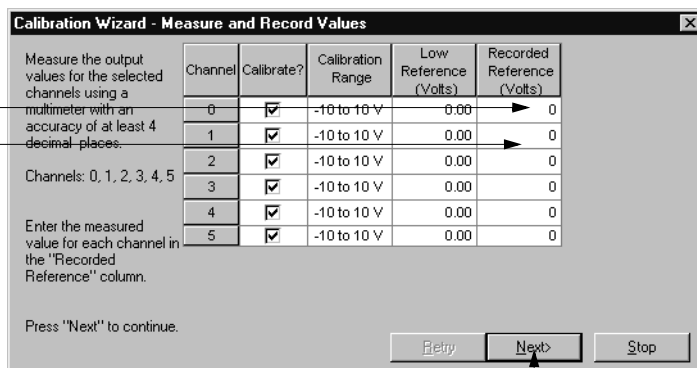 Calibration Wizard - Measure and Record Values
Measure the output
values for the selected
channels using a
multimeter with an
accuracy of at least 4
decimal places.
Channels: 0, 1, 2, 3, 4, 5
Enter the measured
value for each channel in
the "Recorded
Reference" column.
Press "Next" to continue.
Channel Calibrate? Calibration Range Low Reference (Volts) Recorded Reference (Volts)
0 -10 to 10 V 0.00 0
1 -10 to 10 V 0.00 0
2 -10 to 10 V 0.00 0
3 -10 to 10 V 0.00 0
4 -10 to 10 V 0.00 0
5 -10 to 10 V 0.00 0
Retry Next> Stop